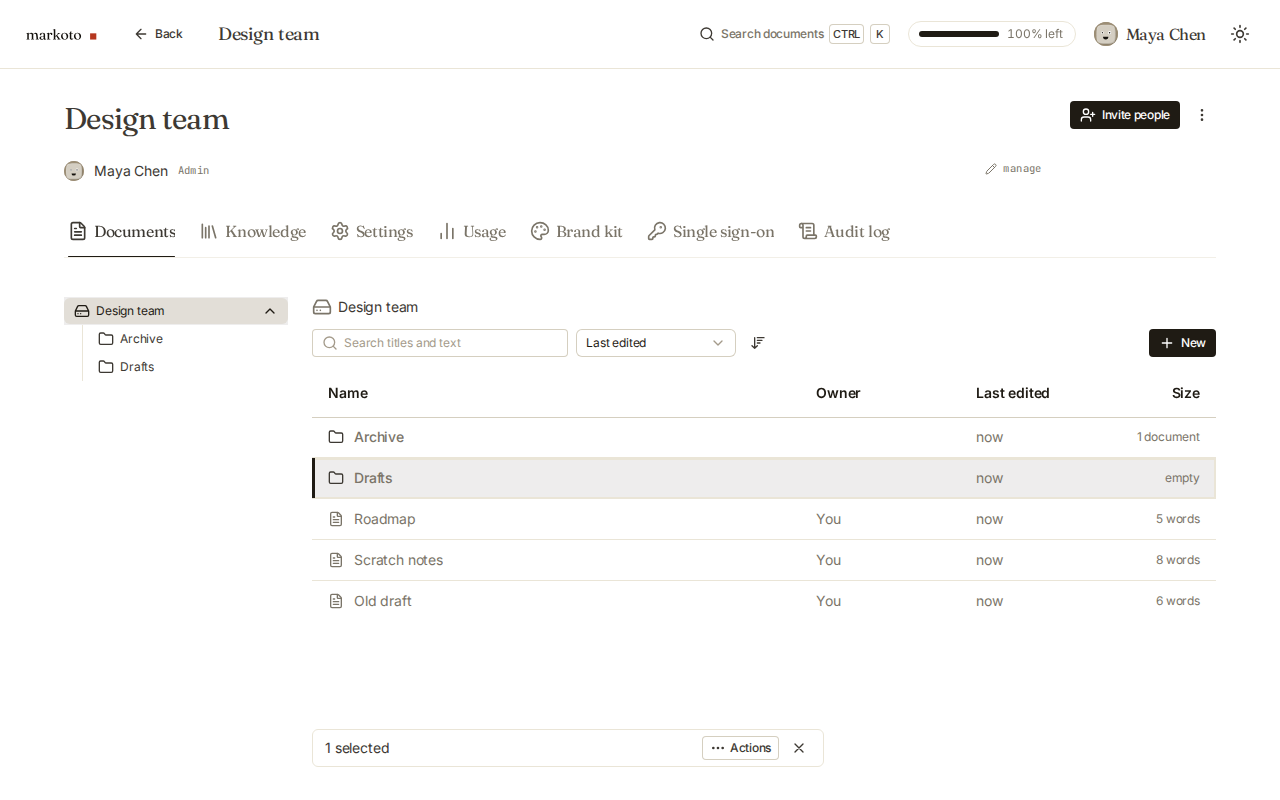 markoto
Back
Design team
Search documents CTRL K
100% left
Maya Chen
Design team
Invite people
Maya Chen Admin
manage
Documents
Knowledge
Settings
Usage
Brand kit
Single sign-on
Audit log
Design team
Archive
Drafts
Design team
Search titles and text
Last edited
New
Name Owner Last edited Size
Archive now 1 document
Drafts now empty
Roadmap You now 5 words
Scratch notes You now 8 words
Old draft You now 6 words
1 selected
Actions